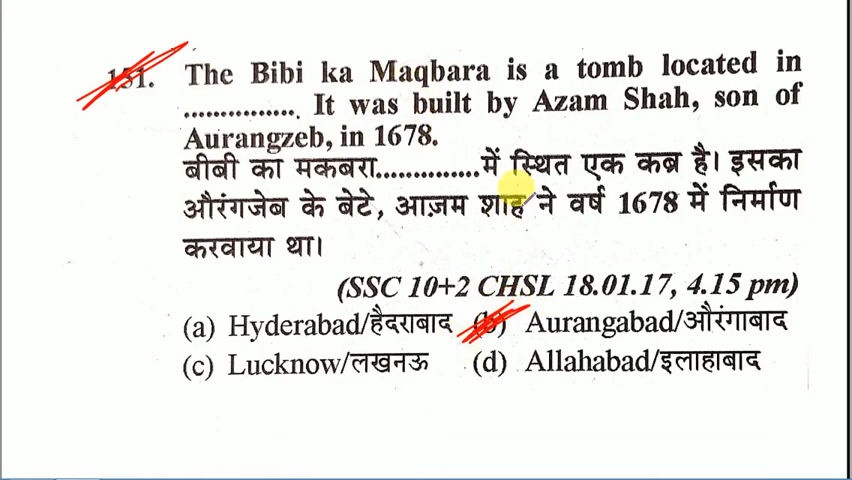 151. The Bibi ka Maqbara is a tomb located in
................ It was built by Azam Shah, son of
Aurangzeb, in 1678.
बीबी का मकबरा...............में स्थित एक कब्र है। इसका
औरंगजेब के बेटे, आज़म शाह ने वर्ष 1678 में निर्माण
करवाया था।
(SSC 10+2 CHSL 18.01.17, 4.15 pm)
(a) Hyderabad/हैदराबाद (b) Aurangabad/औरंगाबाद
(c) Lucknow/लखनऊ (d) Allahabad/इलाहाबाद